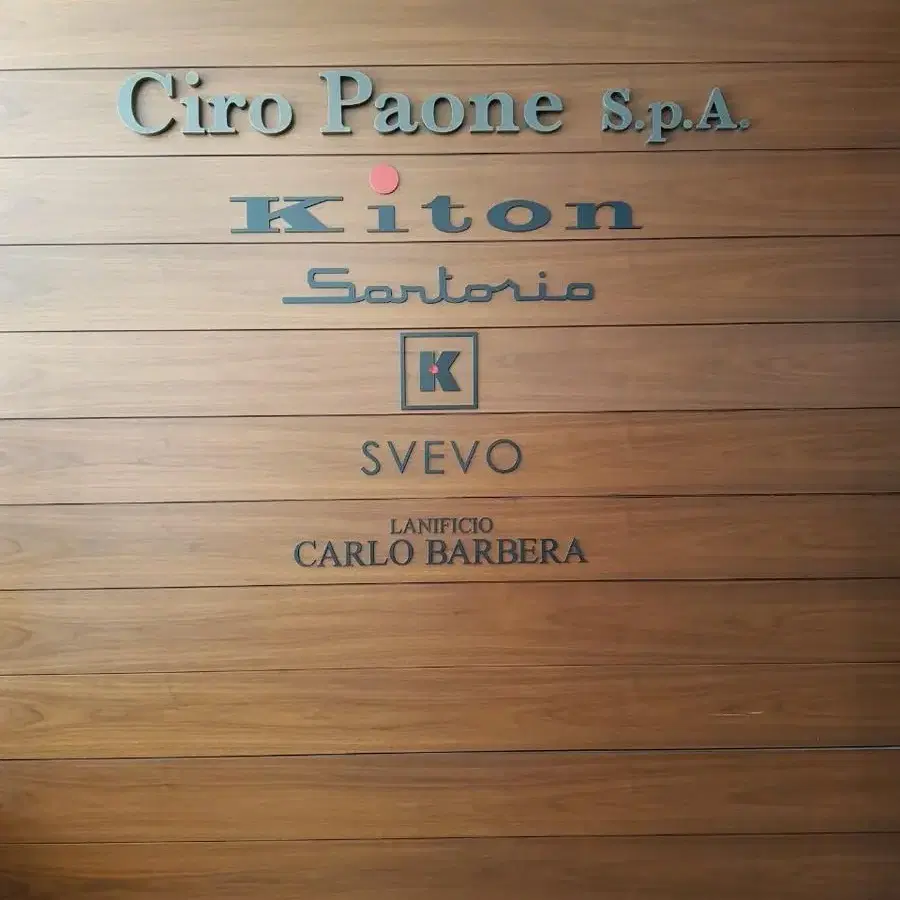 Ciro Paone S.p.A.
Kiton
Sartorio
K
SVEVO
LANIFICIO
CARLO BARBERA